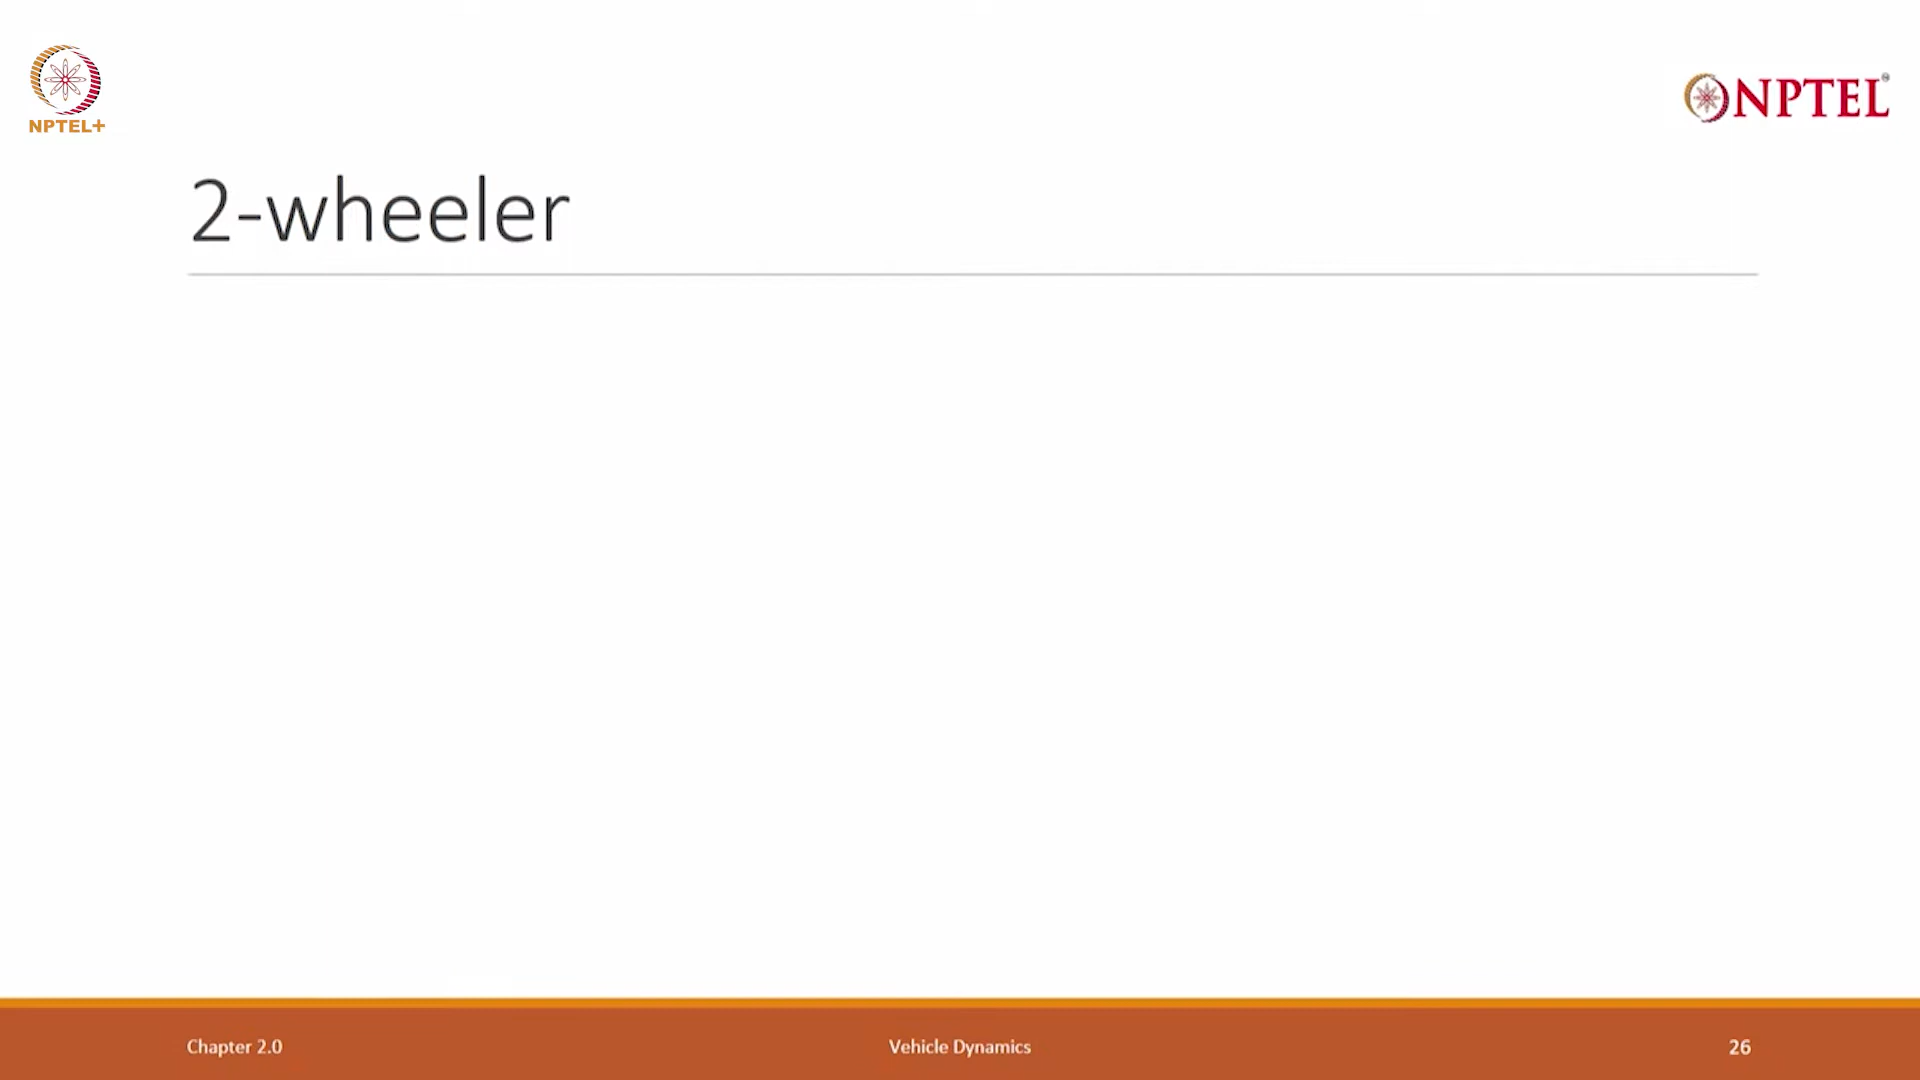 NPTEL+
NPTEL
2-wheeler
Chapter 2.0
Vehicle Dynamics
26